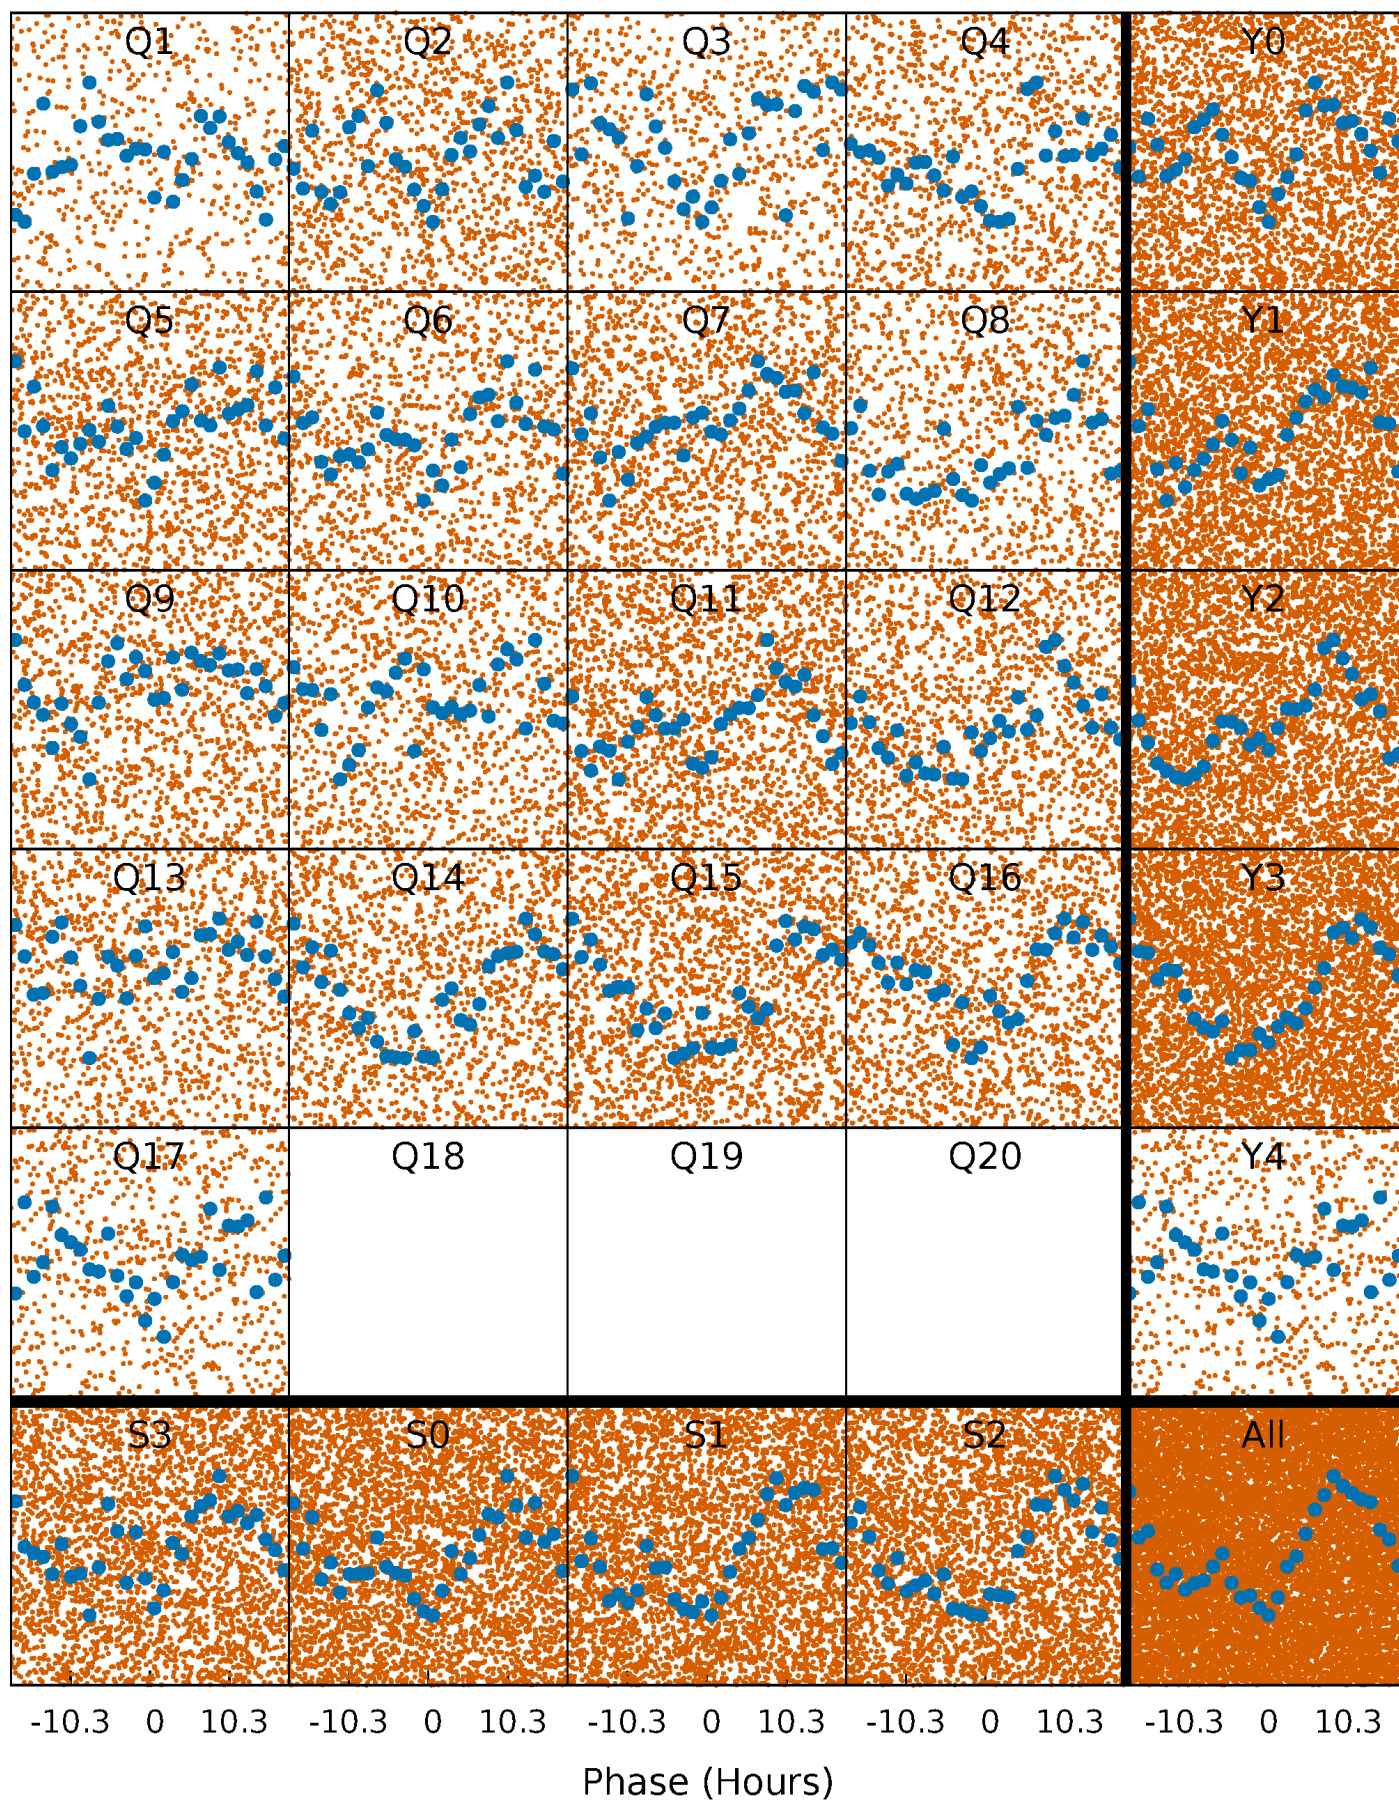 Q1 Q2 Q3 Q4 Y0
Q5 Q6 Q7 Q8 Y1
Q9 Q10 Q11 Q12 Y2
Q13 Q14 Q15 Q16 Y3
Q17 Q18 Q19 Q20 Y4
S3 S0 S1 S2 All
-10.3 0 10.3 -10.3 0 10.3 -10.3 0 10.3 -10.3 0 10.3 -10.3 0 10.3
Phase (Hours)